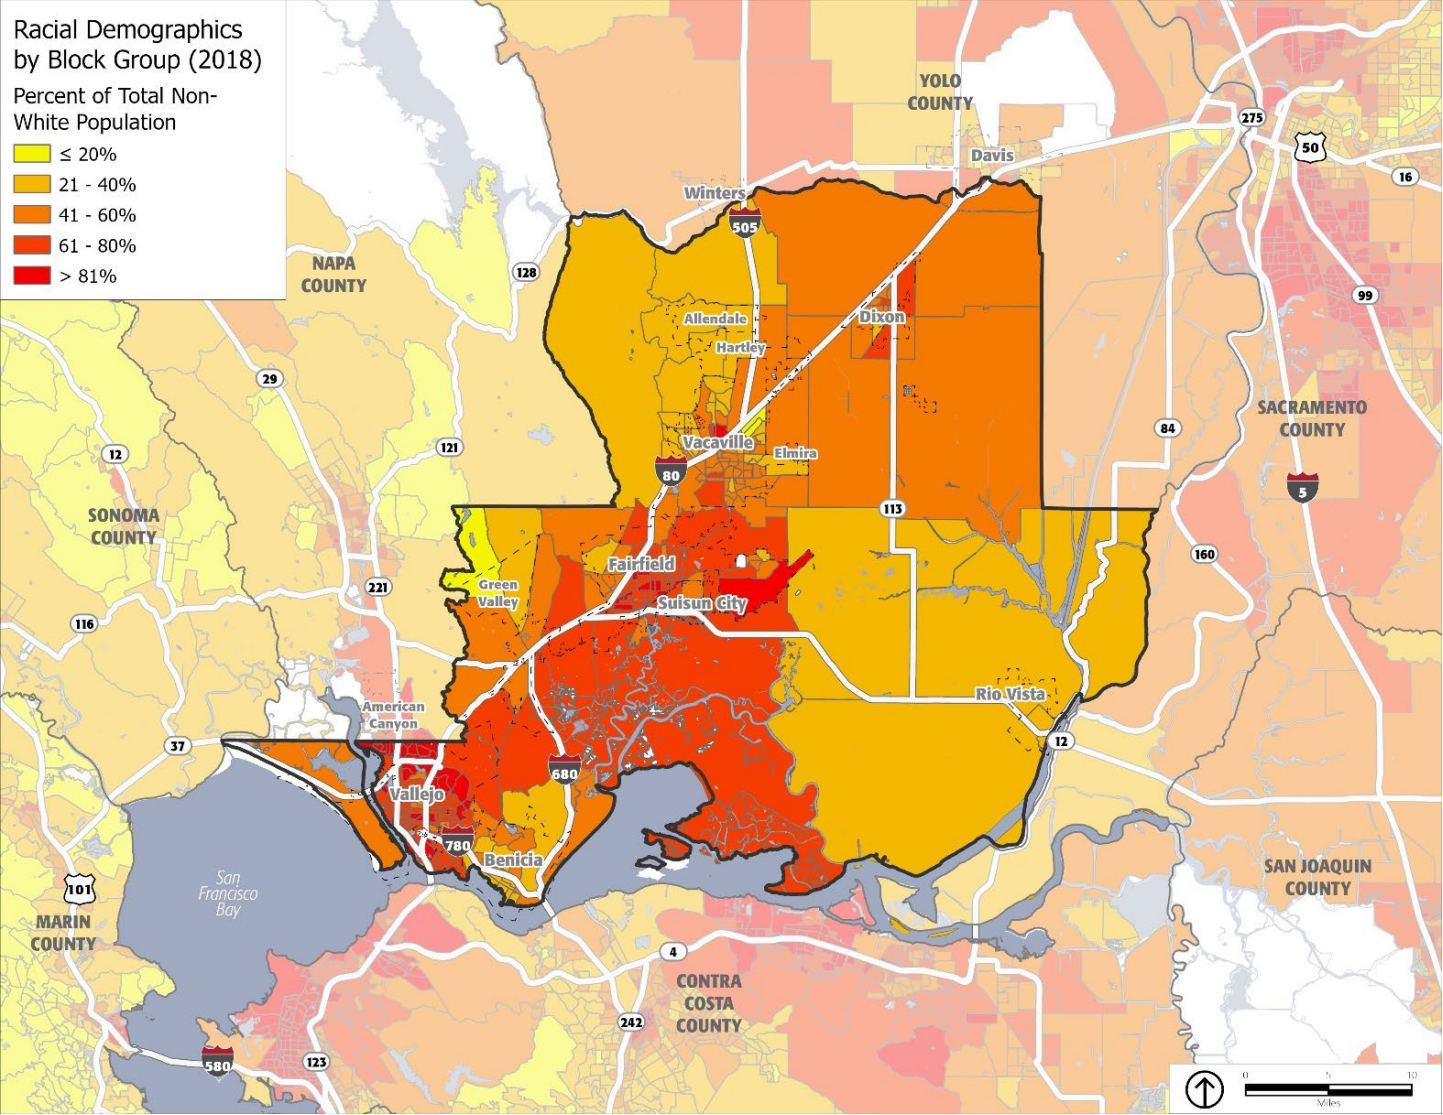 Racial Demographics
by Block Group (2018)
Percent of Total Non-
White Population
≤ 20%
21 - 40%
41 - 60%
61 - 80%
> 81%
YOLO
COUNTY
275
50
Davis
16
Winters
505
NAPA
COUNTY
128
99
Allendale
Dixon
Hartley
29
SACRAMENTO
COUNTY
84
12
121
Vacaville
Elmira
80
5
SONOMA
COUNTY
113
160
Fairfield
221
Green
Valley
Suisun City
116
Rio Vista
American
Canyon
37
12
680
Vallejo
780
Benicia
San
Francisco
Bay
101
SAN JOAQUIN
COUNTY
MARIN
COUNTY
4
CONTRA
COSTA
COUNTY
242
580
123
0 5 10
Miles